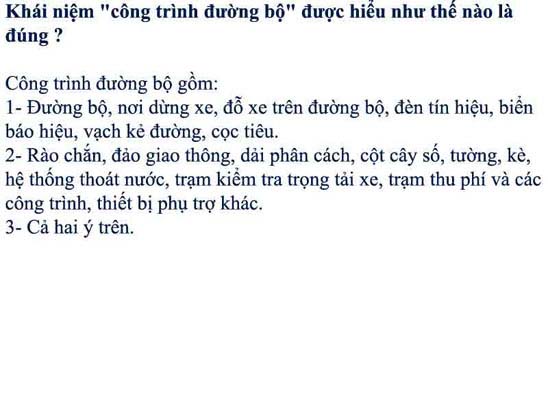 Khái niệm "công trình đường bộ" được hiểu như thế nào là
đúng ?
Công trình đường bộ gồm:
1- Đường bộ, nơi dừng xe, đỗ xe trên đường bộ, đèn tín hiệu, biển
báo hiệu, vạch kẻ đường, cọc tiêu.
2- Rào chắn, đảo giao thông, dải phân cách, cột cây số, tường, kè,
hệ thống thoát nước, trạm kiểm tra trọng tải xe, trạm thu phí và các
công trình, thiết bị phụ trợ khác.
3- Cả hai ý trên.